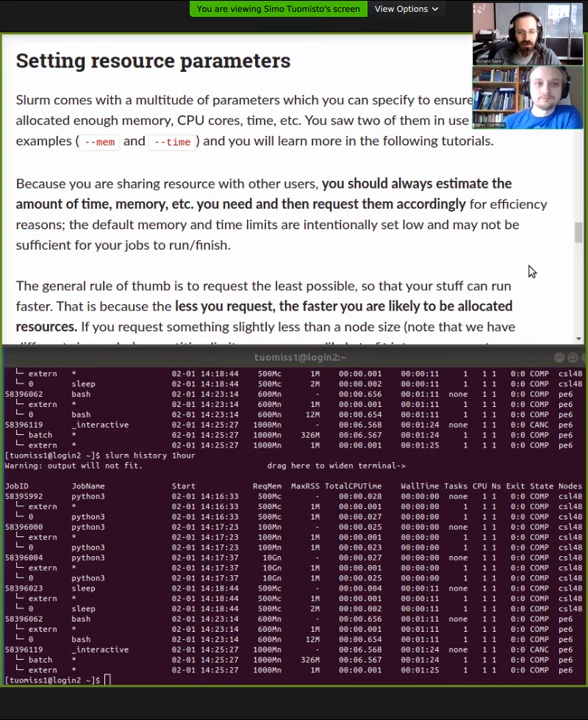 You are viewing Simo Tuomisto's screen
View Options
Setting resource parameters
Slurm comes with a multitude of parameters which you can specify to ensure
allocated enough memory, CPU cores, time, etc. You saw two of them in use
examples ( --mem and --time ) and you will learn more in the following tutorials.
Because you are sharing resource with other users, you should always estimate the
amount of time, memory, etc. you need and then request them accordingly for efficiency
reasons; the default memory and time limits are intentionally set low and may not be
sufficient for your jobs to run/finish.
The general rule of thumb is to request the least possible, so that your stuff can run
faster. That is because the less you request, the faster you are likely to be allocated
resources. If you request something slightly less than a node size (note that we have
tuomiss1@login2:~
└─ extern * 02-01 14:18:44 500Mc 1M 00:00.001 00:01:11 1 1 1 0:0 COMP csl48
└─ 0 sleep 02-01 14:18:44 500Mc 2M 00:00.002 00:01:11 1 1 1 0:0 COMP csl48
58396062 bash 02-01 14:23:14 600Mn - 00:00.656 00:01:11 none 1 1 0:0 COMP pe6
└─ extern * 02-01 14:23:14 600Mn 1M 00:00.001 00:01:11 1 1 1 0:0 COMP pe6
└─ 0 bash 02-01 14:23:14 600Mn 12M 00:00.654 00:01:11 1 1 1 0:0 COMP pe6
58396119 _interactive 02-01 14:25:27 1000Mn - 00:06.568 00:01:24 none 1 1 0:0 CANC pe6
└─ batch * 02-01 14:25:27 1000Mn 326M 00:06.567 00:01:24 1 1 1 0:0 COMP pe6
└─ extern * 02-01 14:25:27 1000Mn 1M 00:00.001 00:01:25 1 1 1 0:0 COMP pe6
[tuomiss1@login2 ~]$ slurm history 1hour
Warning: output will not fit. drag here to widen terminal->
JobID JobName Start ReqMem MaxRSS TotalCPUTime WallTime Tasks CPU Ns Exit State Nodes
58395992 python3 02-01 14:16:33 500Mc - 00:00.028 00:00:00 none 1 1 0:0 COMP csl48
└─ extern * 02-01 14:16:33 500Mc 1M 00:00.001 00:00:00 1 1 1 0:0 COMP csl48
└─ 0 python3 02-01 14:16:33 500Mc 1M 00:00.027 00:00:00 1 1 1 0:0 COMP csl48
58396000 python3 02-01 14:17:23 100Mn - 00:00.025 00:00:00 none 1 1 0:0 COMP csl48
└─ extern * 02-01 14:17:23 100Mn 1M 00:00.001 00:00:00 1 1 1 0:0 COMP csl48
└─ 0 python3 02-01 14:17:23 100Mn 1M 00:00.023 00:00:00 1 1 1 0:0 COMP csl48
58396004 python3 02-01 14:17:37 10Gn - 00:00.027 00:00:00 none 1 1 0:0 COMP csl48
└─ extern * 02-01 14:17:37 10Gn 1M 00:00.001 00:00:00 1 1 1 0:0 COMP csl48
└─ 0 python3 02-01 14:17:37 10Gn 1M 00:00.025 00:00:00 1 1 1 0:0 COMP csl48
58396023 sleep 02-01 14:18:44 500Mc - 00:00.004 00:01:11 none 1 1 0:0 COMP csl48
└─ extern * 02-01 14:18:44 500Mc 1M 00:00.001 00:01:11 1 1 1 0:0 COMP csl48
└─ 0 sleep 02-01 14:18:44 500Mc 2M 00:00.002 00:01:11 1 1 1 0:0 COMP csl48
58396062 bash 02-01 14:23:14 600Mn - 00:00.656 00:01:11 none 1 1 0:0 COMP pe6
└─ extern * 02-01 14:23:14 600Mn 1M 00:00.001 00:01:11 1 1 1 0:0 COMP pe6
└─ 0 bash 02-01 14:23:14 600Mn 12M 00:00.654 00:01:11 1 1 1 0:0 COMP pe6
58396119 _interactive 02-01 14:25:27 1000Mn - 00:06.568 00:01:24 none 1 1 0:0 CANC pe6
└─ batch * 02-01 14:25:27 1000Mn 326M 00:06.567 00:01:24 1 1 1 0:0 COMP pe6
└─ extern * 02-01 14:25:27 1000Mn 1M 00:00.001 00:01:25 1 1 1 0:0 COMP pe6
[tuomiss1@login2 ~]$